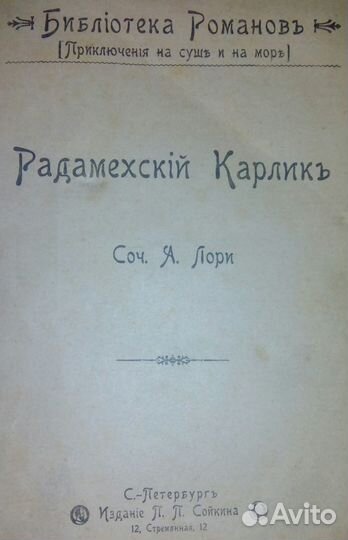 Библіотека Романовъ
[Приключенія на сушѣ и на морѣ]
Радамехскій Карликъ
Соч. А. Лори
С.-Петербургъ
Изданіе П. П. Сойкина
12, Стремянная, 12
Avito